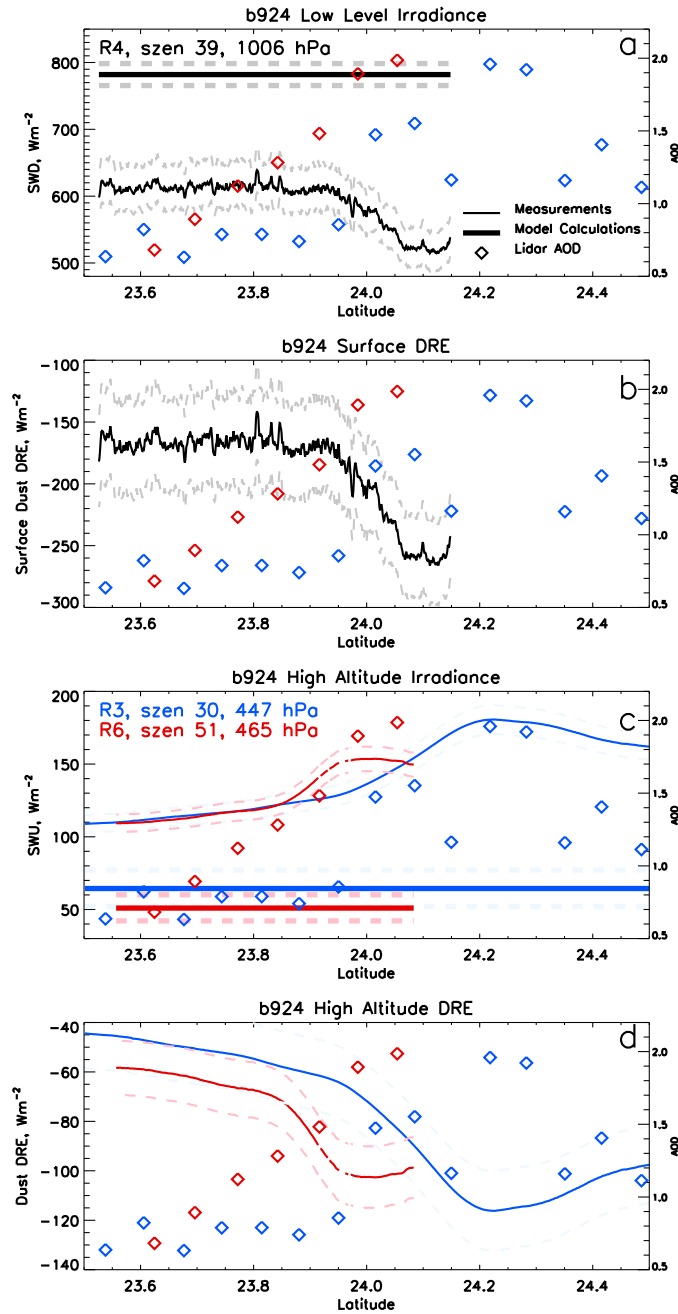 b924 Low Level Irradiance
R4, szen 39, 1006 hPa
a
800
700
600
500
SWD, Wm⁻²
2.0
1.5
1.0
0.5
AOD
Measurements
Model Calculations
Lidar AOD
23.6 23.8 24.0 24.2 24.4
Latitude
b924 Surface DRE
b
-100
-150
-200
-250
-300
Surface Dust DRE, Wm⁻²
2.0
1.5
1.0
0.5
AOD
23.6 23.8 24.0 24.2 24.4
Latitude
b924 High Altitude Irradiance
R3, szen 30, 447 hPa
R6, szen 51, 465 hPa
c
200
150
100
50
SWU, Wm⁻²
2.0
1.5
1.0
0.5
AOD
23.6 23.8 24.0 24.2 24.4
Latitude
b924 High Altitude DRE
d
-40
-60
-80
-100
-120
-140
Dust DRE, Wm⁻²
2.0
1.5
1.0
0.5
AOD
23.6 23.8 24.0 24.2 24.4
Latitude